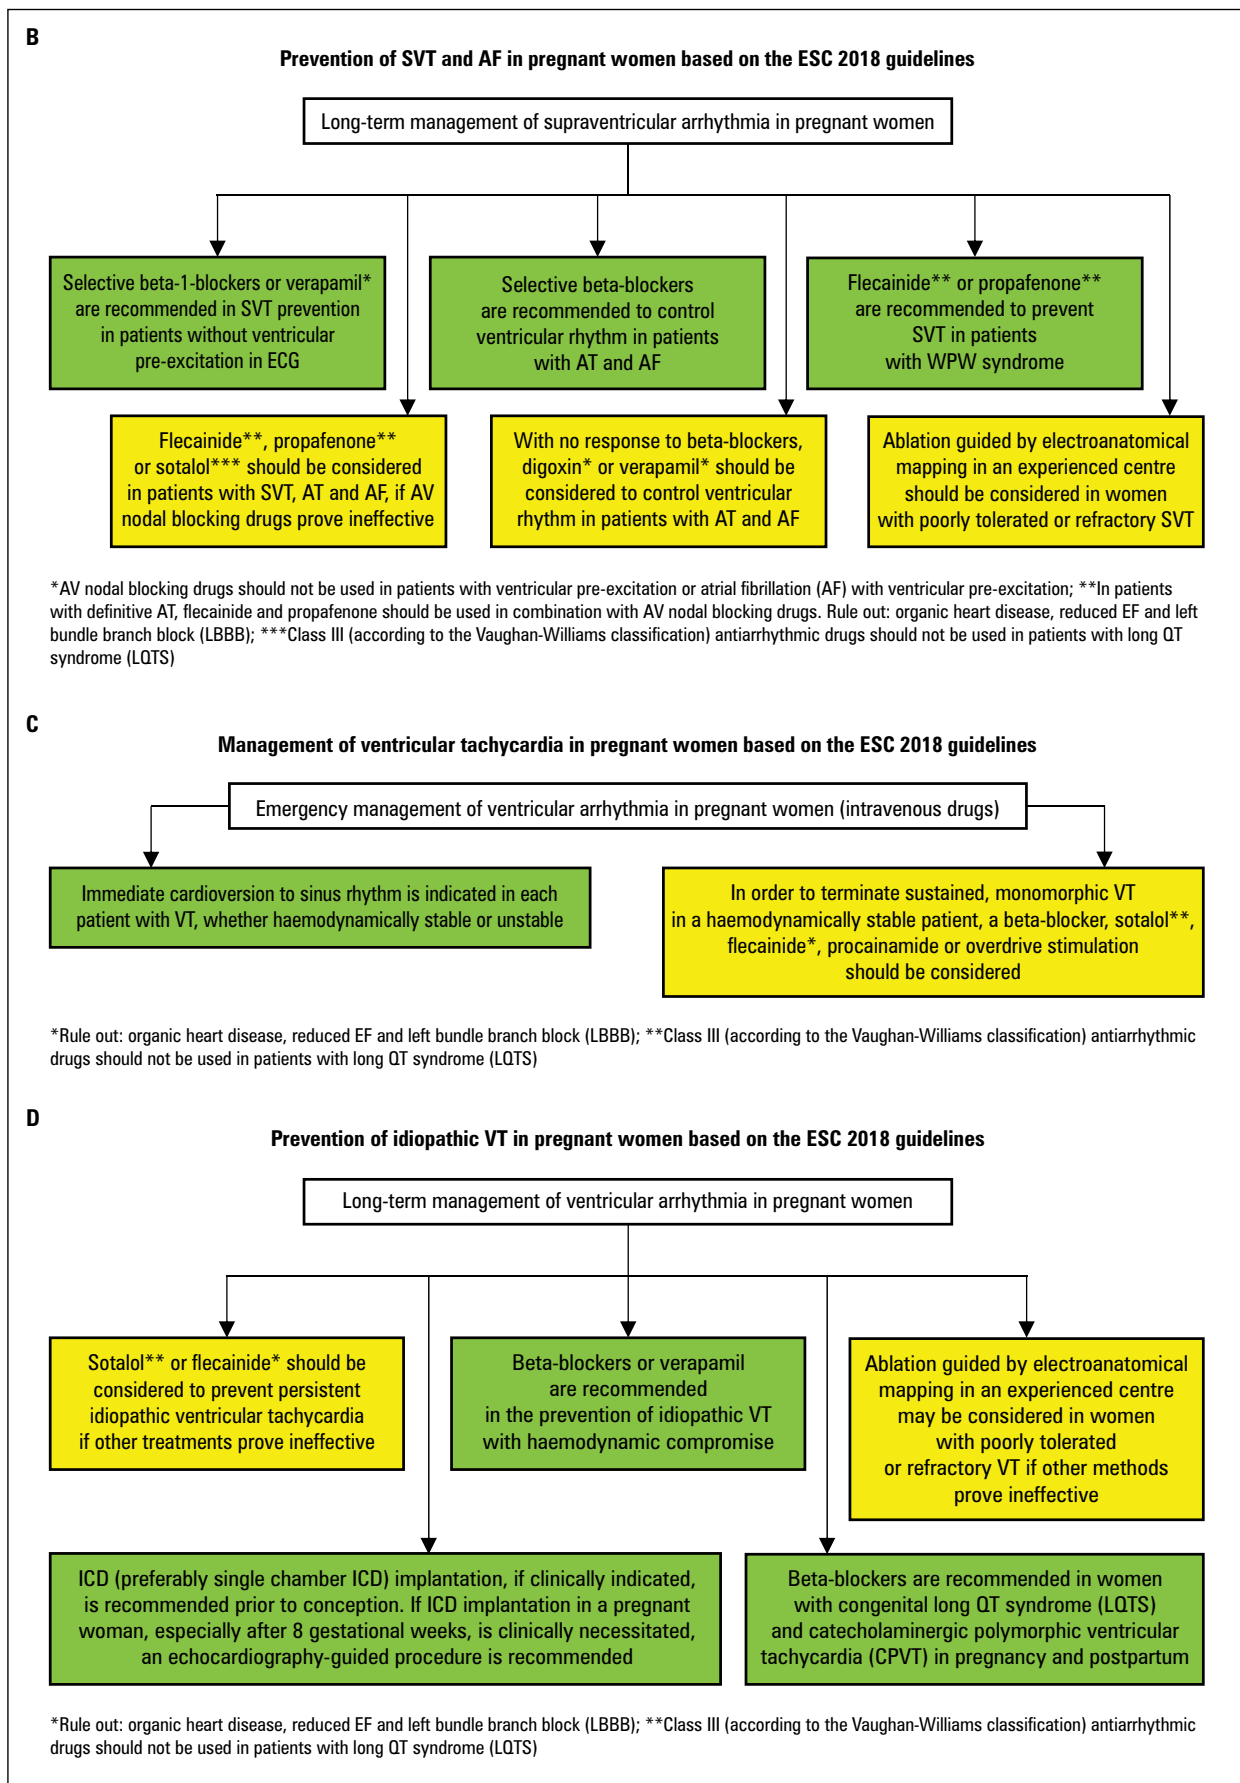 B
Prevention of SVT and AF in pregnant women based on the ESC 2018 guidelines
Long-term management of supraventricular arrhythmia in pregnant women
Selective beta-1-blockers or verapamil*
are recommended in SVT prevention
in patients without ventricular
pre-excitation in ECG
Selective beta-blockers
are recommended to control
ventricular rhythm in patients
with AT and AF
Flecainide** or propafenone**
are recommended to prevent
SVT in patients
with WPW syndrome
Flecainide**, propafenone**
or sotalol*** should be considered
in patients with SVT, AT and AF, if AV
nodal blocking drugs prove ineffective
With no response to beta-blockers,
digoxin* or verapamil* should be
considered to control ventricular
rhythm in patients with AT and AF
Ablation guided by electroanatomical
mapping in an experienced centre
should be considered in women
with poorly tolerated or refractory SVT
*AV nodal blocking drugs should not be used in patients with ventricular pre-excitation or atrial fibrillation (AF) with ventricular pre-excitation; **In patients
with definitive AT, flecainide and propafenone should be used in combination with AV nodal blocking drugs. Rule out: organic heart disease, reduced EF and left
bundle branch block (LBBB); ***Class III (according to the Vaughan-Williams classification) antiarrhythmic drugs should not be used in patients with long QT
syndrome (LQTS)
C
Management of ventricular tachycardia in pregnant women based on the ESC 2018 guidelines
Emergency management of ventricular arrhythmia in pregnant women (intravenous drugs)
Immediate cardioversion to sinus rhythm is indicated in each
patient with VT, whether haemodynamically stable or unstable
In order to terminate sustained, monomorphic VT
in a haemodynamically stable patient, a beta-blocker, sotalol**,
flecainide*, procainamide or overdrive stimulation
should be considered
*Rule out: organic heart disease, reduced EF and left bundle branch block (LBBB); **Class III (according to the Vaughan-Williams classification) antiarrhythmic
drugs should not be used in patients with long QT syndrome (LQTS)
D
Prevention of idiopathic VT in pregnant women based on the ESC 2018 guidelines
Long-term management of ventricular arrhythmia in pregnant women
Sotalol** or flecainide* should be
considered to prevent persistent
idiopathic ventricular tachycardia
if other treatments prove ineffective
Beta-blockers or verapamil
are recommended
in the prevention of idiopathic VT
with haemodynamic compromise
Ablation guided by electroanatomical
mapping in an experienced centre
may be considered in women
with poorly tolerated
or refractory VT if other methods
prove ineffective
ICD (preferably single chamber ICD) implantation, if clinically indicated,
is recommended prior to conception. If ICD implantation in a pregnant
woman, especially after 8 gestational weeks, is clinically necessitated,
an echocardiography-guided procedure is recommended
Beta-blockers are recommended in women
with congenital long QT syndrome (LQTS)
and catecholaminergic polymorphic ventricular
tachycardia (CPVT) in pregnancy and postpartum
*Rule out: organic heart disease, reduced EF and left bundle branch block (LBBB); **Class III (according to the Vaughan-Williams classification) antiarrhythmic
drugs should not be used in patients with long QT syndrome (LQTS)